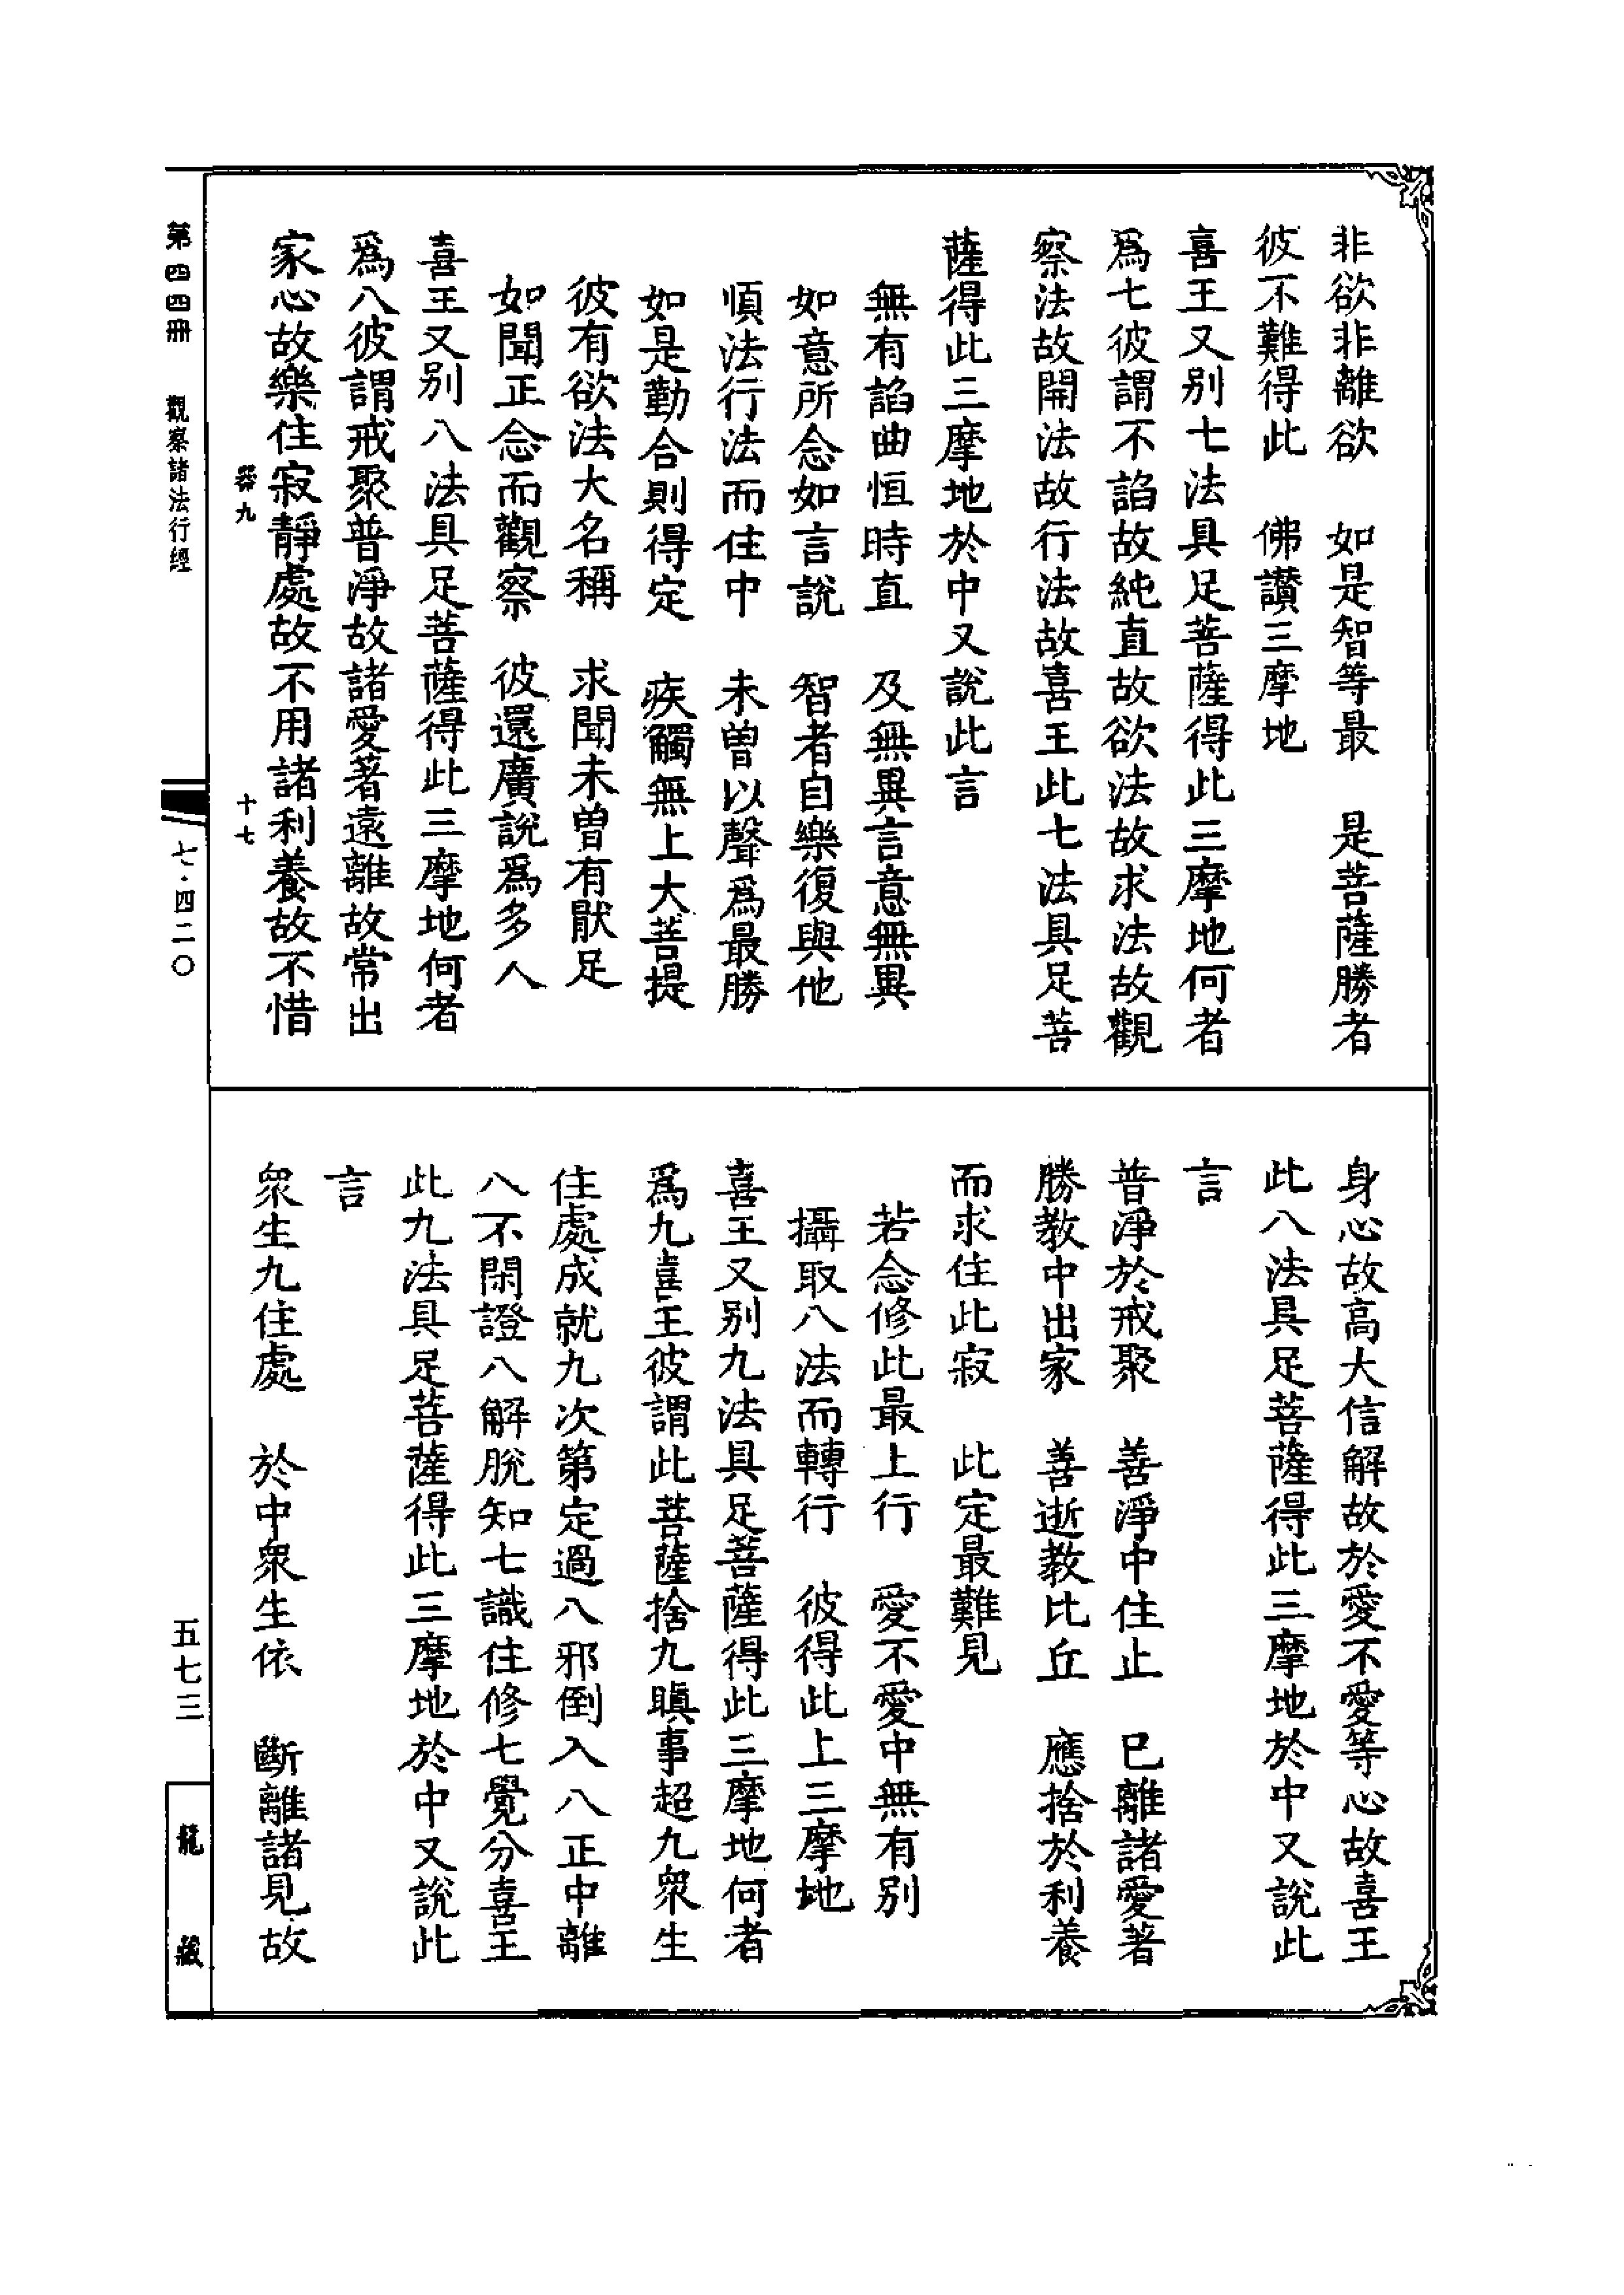 非欲非離欲　如是智等最　是菩薩勝者
彼不難得此　佛讚三摩地
喜王又别七法具足菩薩得此三摩地何者
爲七彼謂不諂故純直故欲法故求法故觀
察法故開法故行法故喜王此七法具足菩
薩得此三摩地於中又說此言
無有諂曲恒時直　及無異言意無異
如意所念如言說　智者自樂復與他
順法行法而住中　未曾以聲爲最勝
如是勤合則得定　疾觸無上大菩提
彼有欲法大名稱　求聞未曾有猒足
如聞正念而觀察　彼還廣說爲多人
喜王又别八法具足菩薩得此三摩地何者
爲八彼謂戒聚普淨故諸愛著遠離故常出
家心故樂住寂靜處故不用諸利養故不惜
身心故高大信解故於愛不愛等心故喜王
此八法具足菩薩得此三摩地於中又說此
言
普淨於戒聚　善淨中住止　已離諸愛著
勝教中出家　善逝教比丘　應捨於利養
而求住此寂　此定最難見
若念修此最上行　愛不愛中無有别
攝取八法而轉行　彼得此上三摩地
喜王又别九法具足菩薩得此三摩地何者
爲九喜王彼謂此菩薩捨九瞋事超九衆生
住處成就九次第定過八邪倒入八正中離
八不閑證八解脫知七識住修七覺分喜王
此九法具足菩薩得此三摩地於中又說此
言
衆生九住處　於中衆生依　斷離諸見故
第四四冊　觀察諸法行經
九
十七
七·四二〇
五七三
龍藏